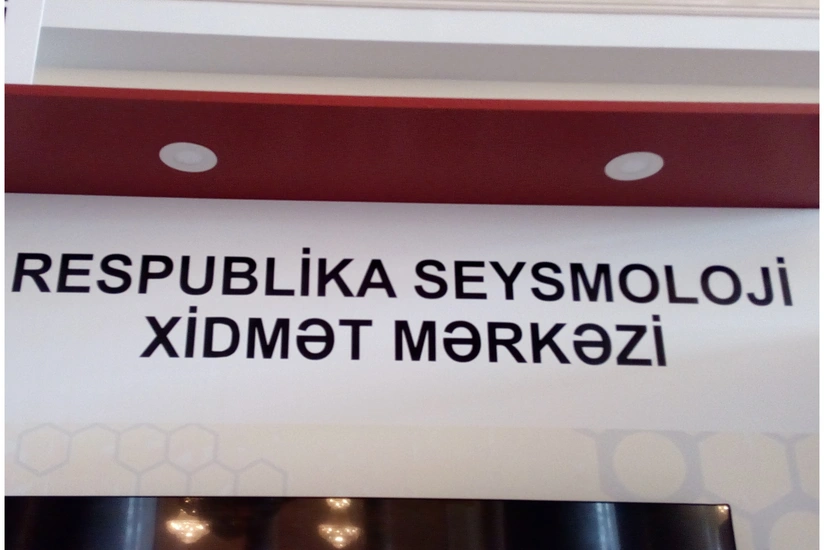 RESPUBLİKA SEYSMOLOJİ
XİDMƏT MƏRKƏZİ